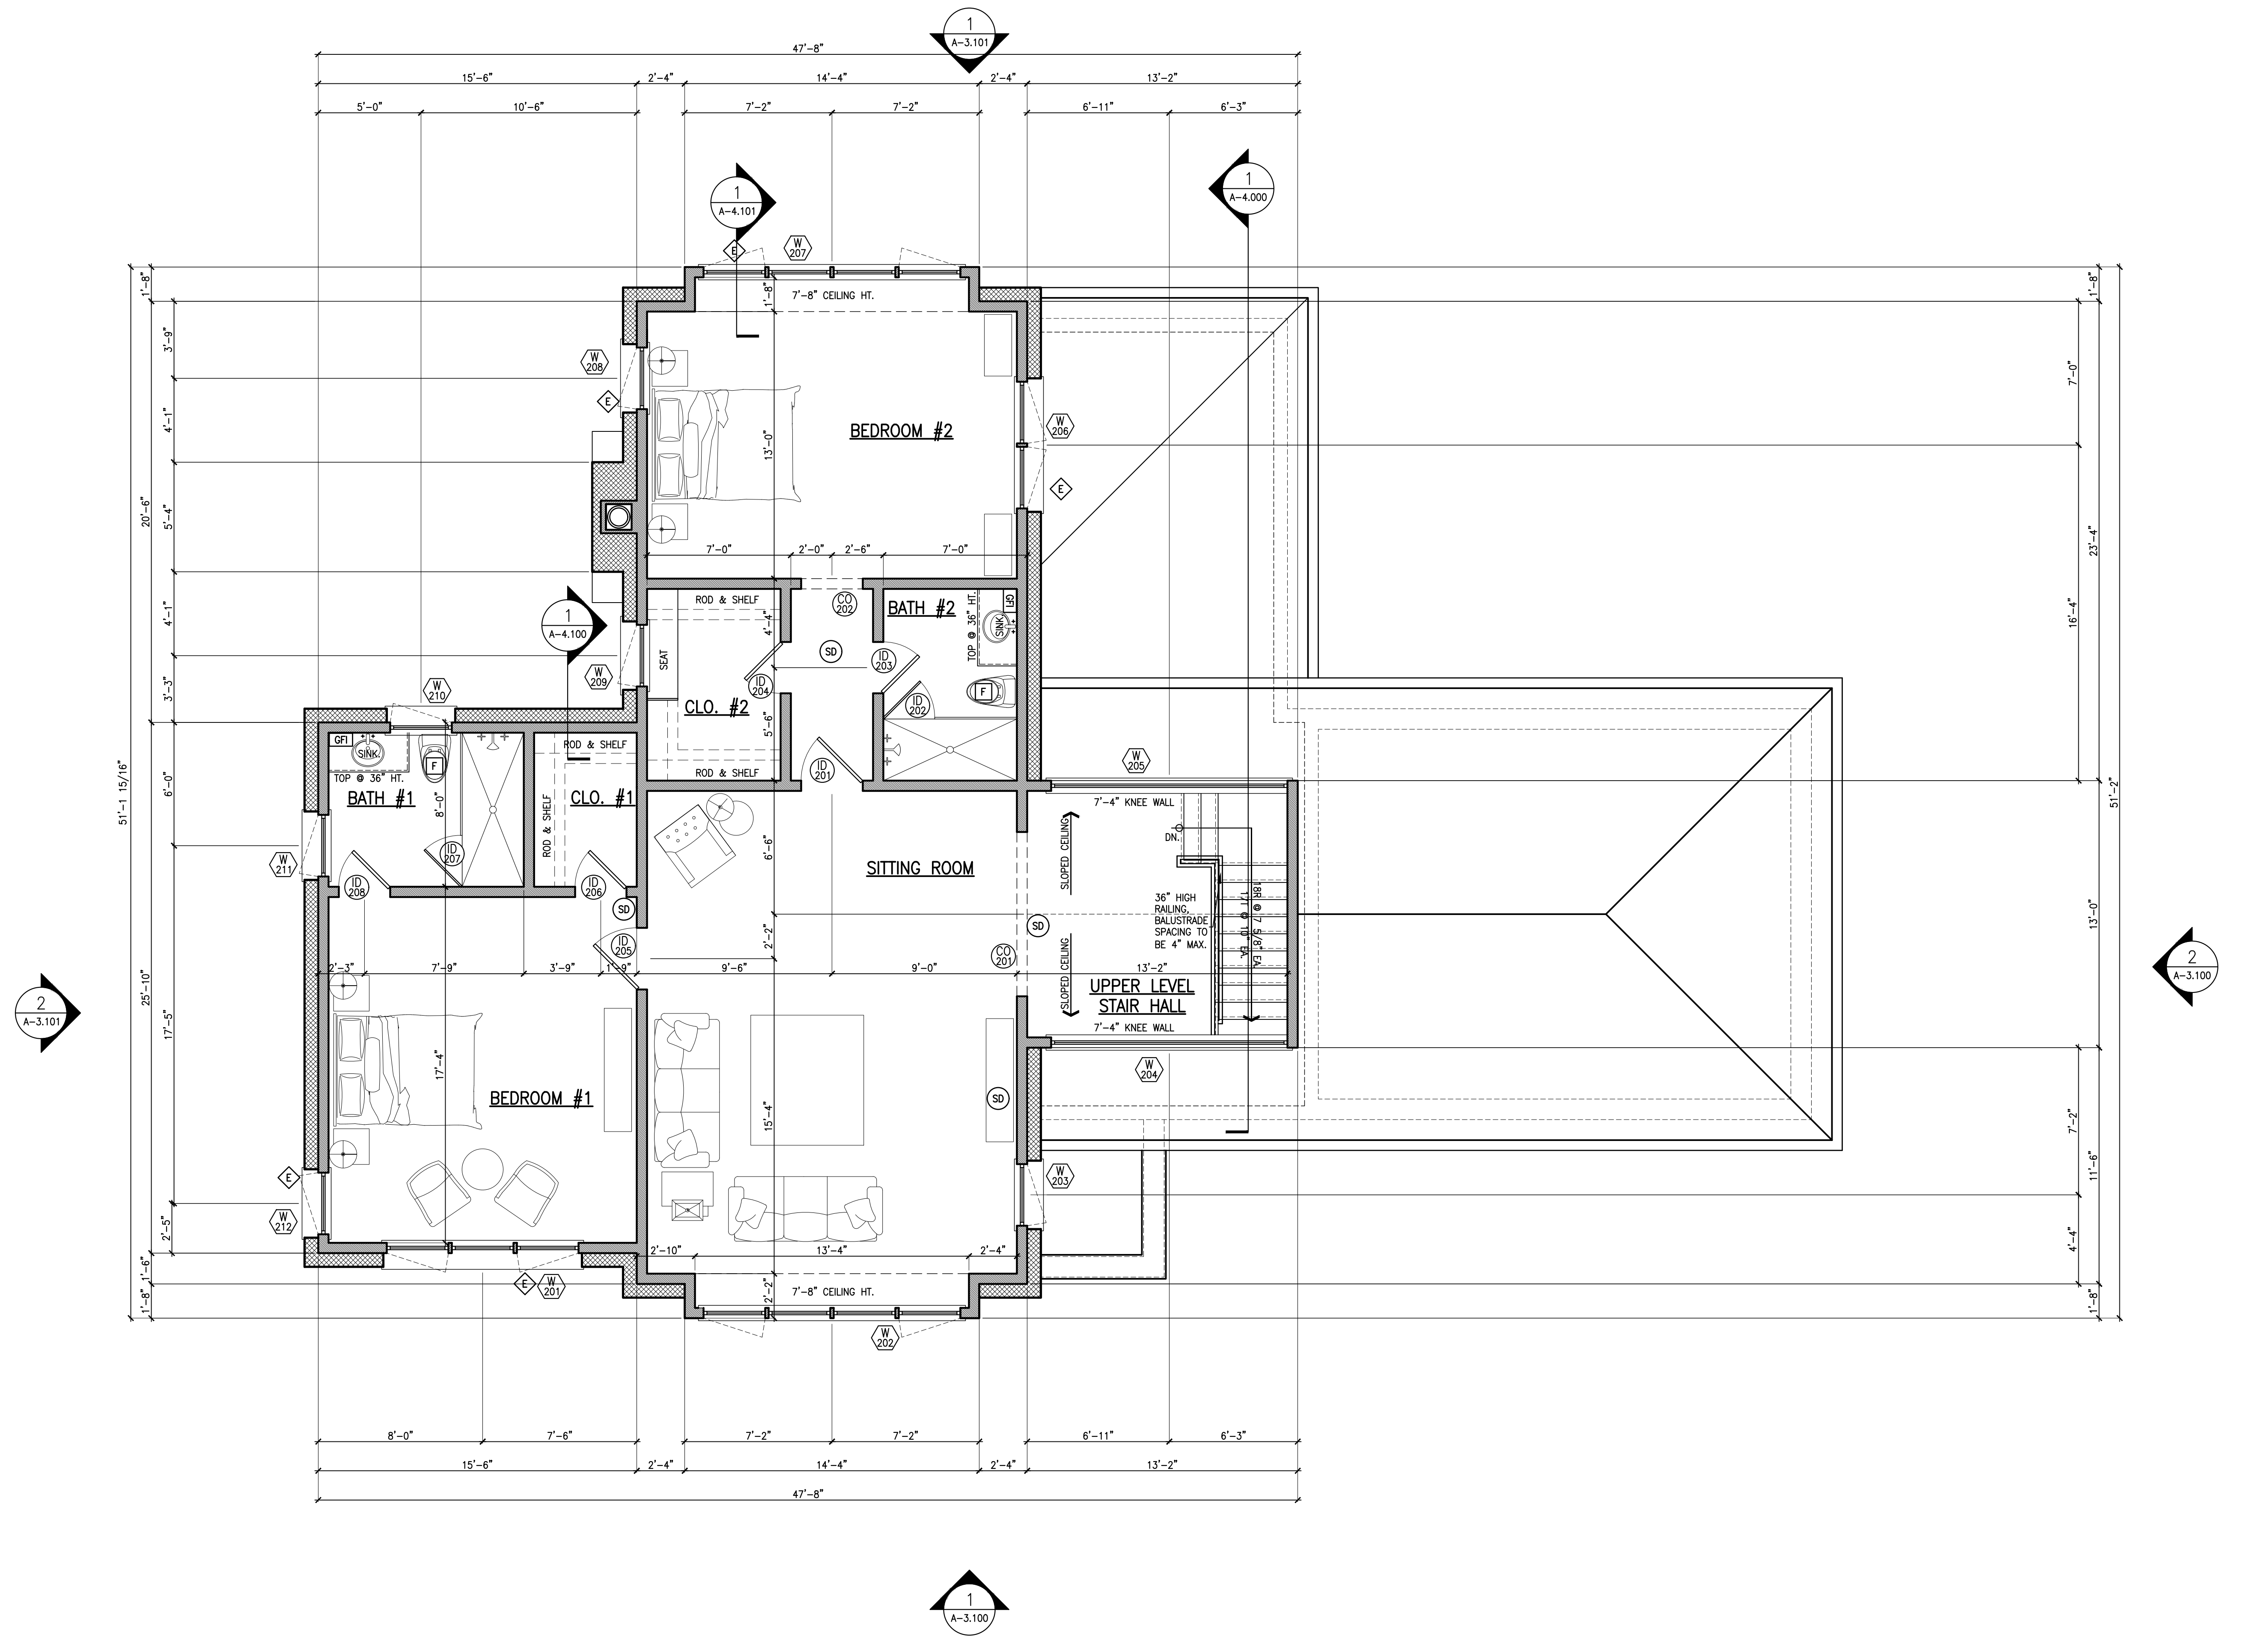 1
A-3.101
47'-8"
15'-6" 2'-4" 14'-4" 2'-4" 13'-2"
5'-0" 10'-6" 7'-2" 7'-2" 6'-11" 6'-3"
1
A-4.101
1
A-4.000
E
W
207
1'-8"
1'-8"
7'-8" CEILING HT.
1'-8"
3'-9"
W
208
E
4'-1"
BEDROOM #2
13'-0"
W
206
E
7'-0"
20'-6"
5'-4"
23'-4"
7'-0" 2'-0" 2'-6" 7'-0"
1
A-4.100
4'-1"
ROD & SHELF
4'-4"
CO
202
BATH #2
TOP @ 36" HT.
GFI
SINK
16'-4"
SEAT
SD
ID
203
ID
204
F
W
209
3'-3"
W
210
CLO. #2
5'-6"
ID
202
ROD & SHELF
ID
201
W
205
51'-1 15/16"
51'-2"
6'-0"
GFI
SINK
F
TOP @ 36" HT.
BATH #1
8'-0"
ROD & SHELF
CLO. #1
ROD & SHELF
7'-4" KNEE WALL
DN.
SLOPED CEILING
W
211
ID
207
ID
208
ID
206
SD
6'-6"
SITTING ROOM
36" HIGH
RAILING,
BALUSTRADE
SPACING TO
BE 4" MAX.
18R @ 7 5/8" EA.
17T @ 10" EA.
13'-0"
SD
ID
205
2'-2"
CO
201
SLOPED CEILING
2'-3" 7'-9" 3'-9" 1'-9" 9'-6" 9'-0" 13'-2"
UPPER LEVEL
STAIR HALL
7'-4" KNEE WALL
2
A-3.101
2
A-3.100
25'-10"
17'-5"
17'-4"
BEDROOM #1
15'-4"
SD
W
204
7'-2"
11'-6"
E
W
212
2'-5"
W
203
4'-4"
2'-10" 13'-4" 2'-4"
1'-6"
1'-8"
E
W
201
2'-2"
7'-8" CEILING HT.
W
202
1'-8"
8'-0" 7'-6" 7'-2" 7'-2" 6'-11" 6'-3"
15'-6" 2'-4" 14'-4" 2'-4" 13'-2"
47'-8"
1
A-3.100